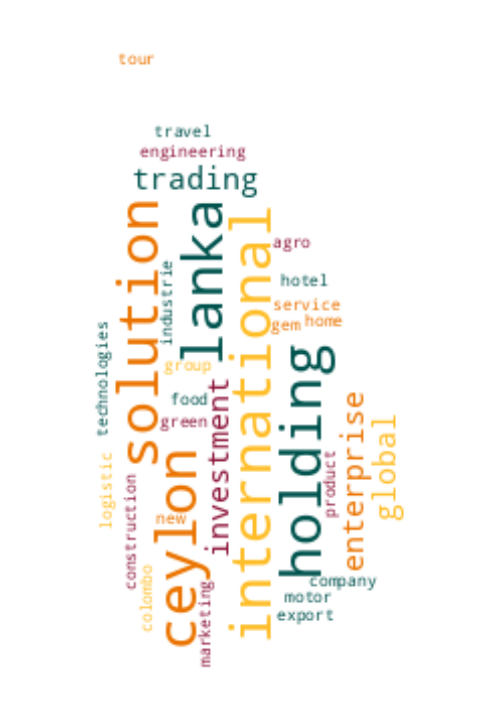 tour
travel
engineering
trading
solution
lanka
international
agro
industrie
hotel
service
gem
home
technologies
holding
group
investment
food
enterprise
green
global
ceylon
logistic
product
construction
new
colombo
company
marketing
motor
export